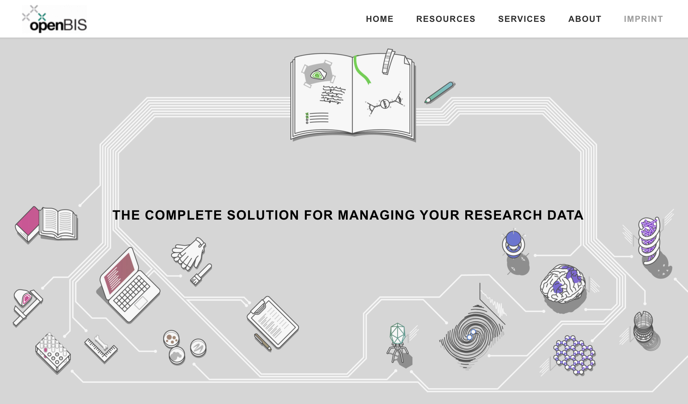 openBIS
HOME RESOURCES SERVICES ABOUT IMPRINT
THE COMPLETE SOLUTION FOR MANAGING YOUR RESEARCH DATA